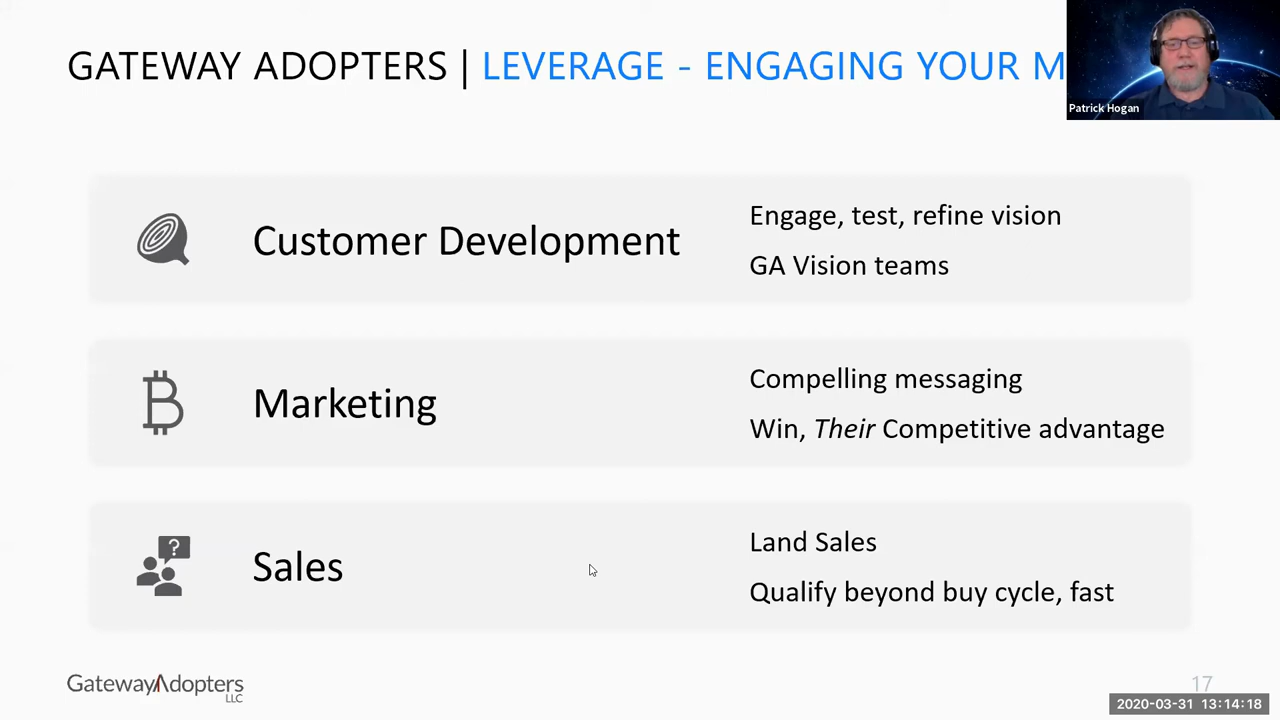 GATEWAY ADOPTERS | LEVERAGE - ENGAGING YOUR M
Patrick Hogan
Customer Development
Engage, test, refine vision
GA Vision teams
Marketing
Compelling messaging
Win, Their Competitive advantage
Sales
?
Land Sales
Qualify beyond buy cycle, fast
GatewayAdopters
LLC
17
2020-03-31 13:14:18